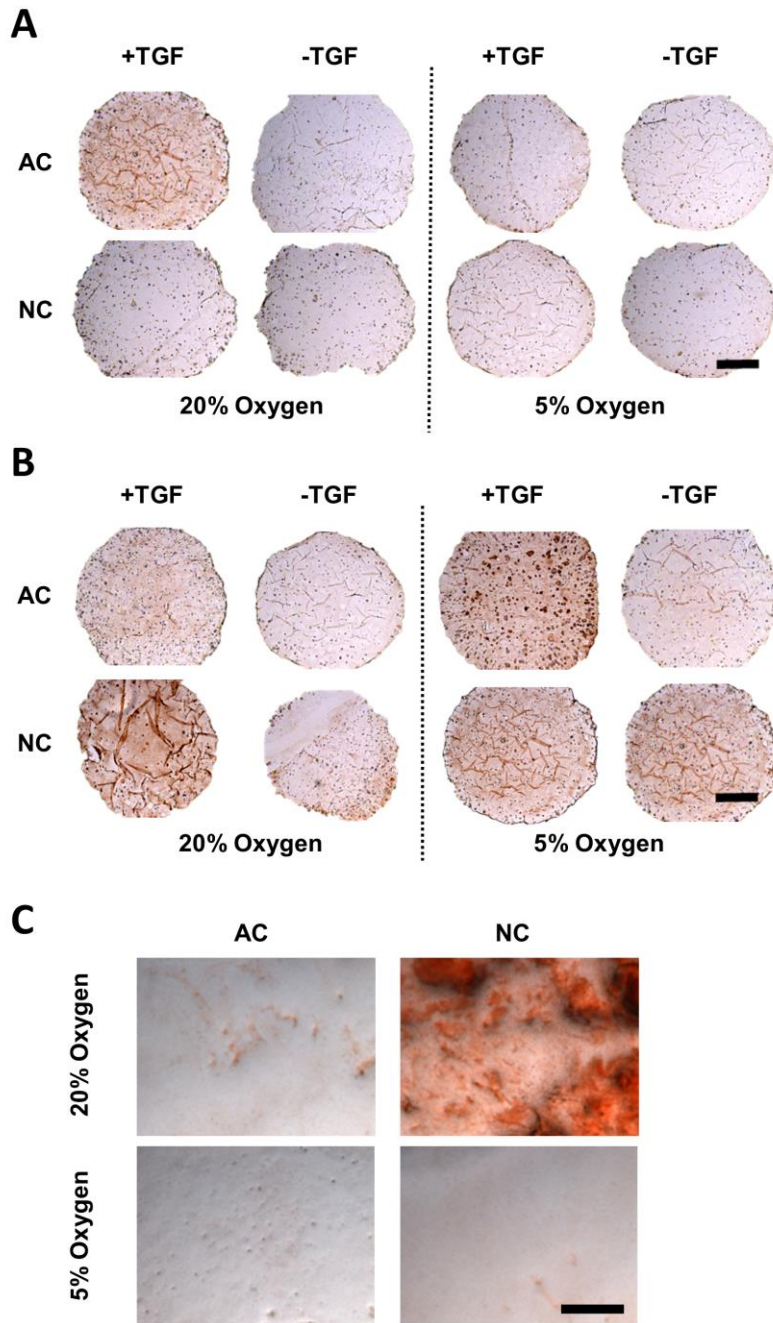 A
+TGF -TGF +TGF -TGF
AC
NC
20% Oxygen 5% Oxygen
B
+TGF -TGF +TGF -TGF
AC
NC
20% Oxygen 5% Oxygen
C
AC NC
20% Oxygen
5% Oxygen